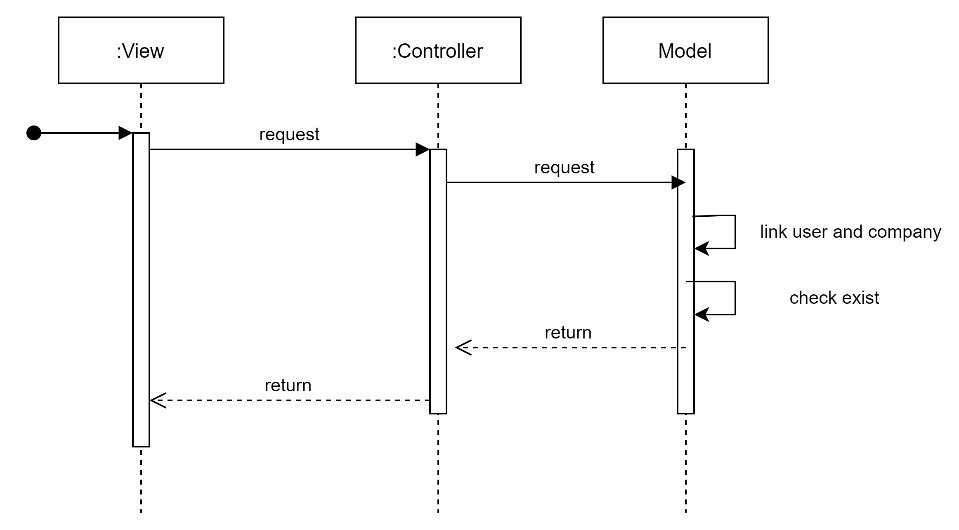 :View
:Controller
Model
request
request
link user and company
check exist
return
return